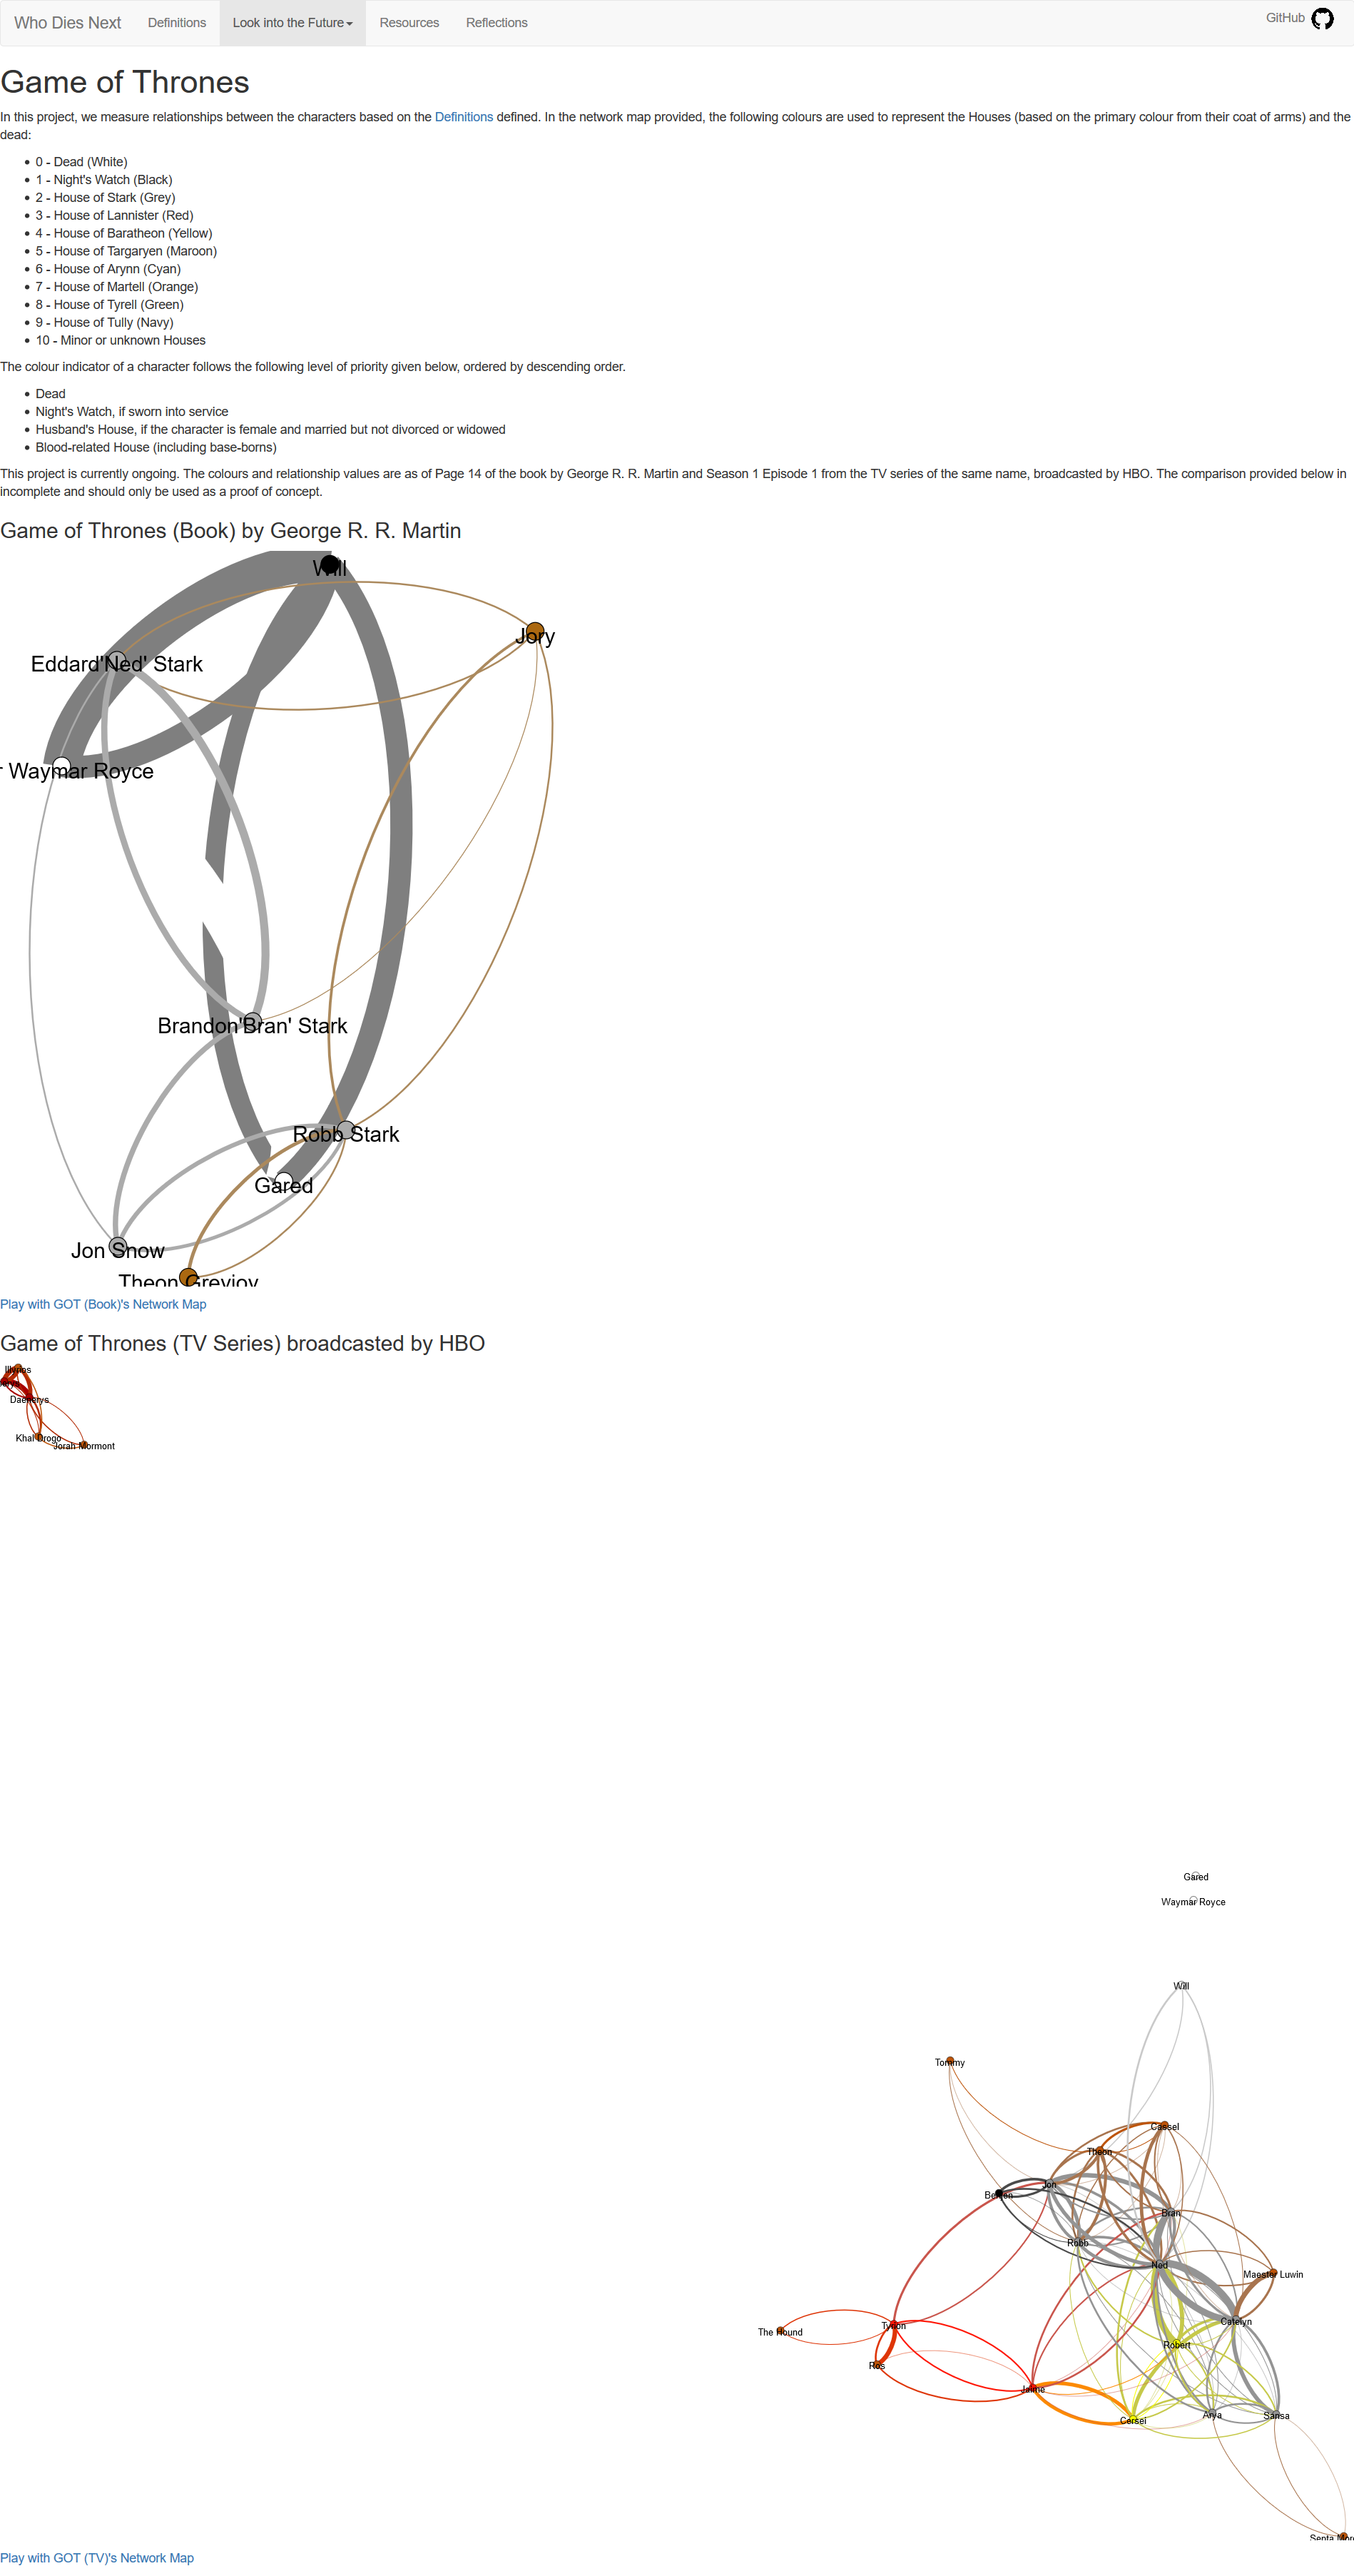 Who Dies Next Definitions Look into the Future Resources Reflections GitHub
Game of Thrones
In this project, we measure relationships between the characters based on the Definitions defined. In the network map provided, the following colours are used to represent the Houses (based on the primary colour from their coat of arms) and the
dead:
0 - Dead (White)
1 - Night's Watch (Black)
2 - House of Stark (Grey)
3 - House of Lannister (Red)
4 - House of Baratheon (Yellow)
5 - House of Targaryen (Maroon)
6 - House of Arynn (Cyan)
7 - House of Martell (Orange)
8 - House of Tyrell (Green)
9 - House of Tully (Navy)
10 - Minor or unknown Houses
The colour indicator of a character follows the following level of priority given below, ordered by descending order.
Dead
Night's Watch, if sworn into service
Husband's House, if the character is female and married but not divorced or widowed
Blood-related House (including base-borns)
This project is currently ongoing. The colours and relationship values are as of Page 14 of the book by George R. R. Martin and Season 1 Episode 1 from the TV series of the same name, broadcasted by HBO. The comparison provided below in
incomplete and should only be used as a proof of concept.
Game of Thrones (Book) by George R. R. Martin
Will
Jory
Eddard'Ned' Stark
r Waymar Royce
Brandon'Bran' Stark
Robb Stark
Gared
Jon Snow
Theon Greyjoy
Play with GOT (Book)'s Network Map
Game of Thrones (TV Series) broadcasted by HBO
Daenerys
Khal Drogo
Jorah Mormont
Gared
Waymar Royce
Will
Tommy
Cassel
Theon
Jon
Bran
Robb
Ned
Maester Luwin
Catelyn
Tyrion
The Hound
Robert
Ros
Jaime
Cersei
Arya
Sansa
Septa Mor
Play with GOT (TV)'s Network Map